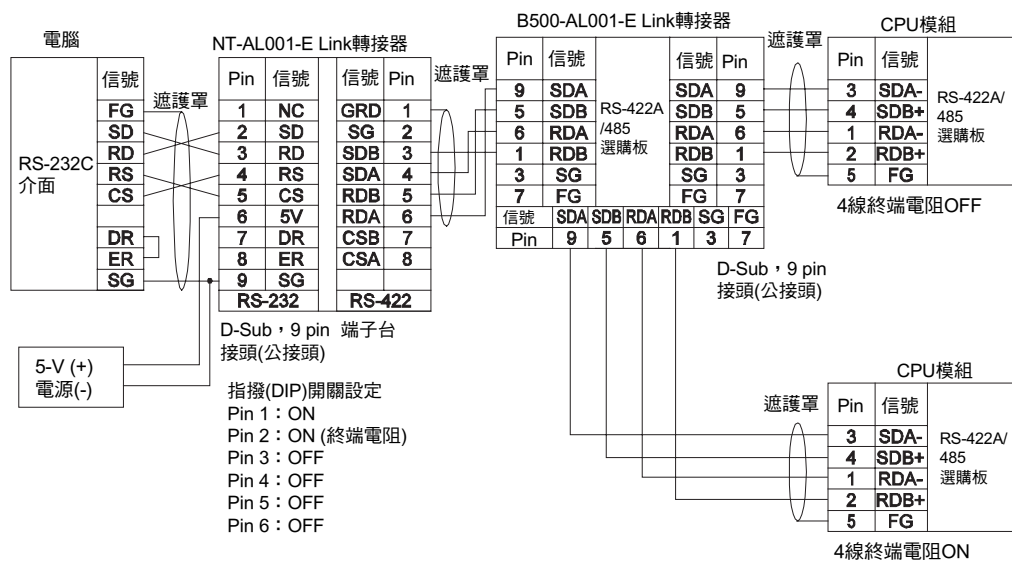 電腦
信號
FG
SD
RD
RS
CS
DR
ER
SG
RS-232C
介面
遮護罩
NT-AL001-E Link轉接器
Pin 信號 信號 Pin
1 NC GRD 1
2 SD SG 2
3 RD SDB 3
4 RS SDA 4
5 CS RDB 5
6 5V RDA 6
7 DR CSB 7
8 ER CSA 8
9 SG
RS-232 RS-422
D-Sub，9 pin 端子台
接頭(公接頭)
5-V (+)
電源(-)
指撥(DIP)開關設定
Pin 1：ON
Pin 2：ON (終端電阻)
Pin 3：OFF
Pin 4：OFF
Pin 5：OFF
Pin 6：OFF
遮護罩
B500-AL001-E Link轉接器
Pin 信號 信號 Pin
9 SDA SDA 9
5 SDB SDB 5
6 RDA RDA 6
1 RDB RDB 1
3 SG SG 3
7 FG FG 7
RS-422A
/485
選購板
信號 SDA SDB RDA RDB SG FG
Pin 9 5 6 1 3 7
D-Sub，9 pin
接頭(公接頭)
遮護罩
CPU模組
Pin 信號
3 SDA-
4 SDB+
1 RDA-
2 RDB+
5 FG
RS-422A/
485
選購板
4線終端電阻OFF
遮護罩
CPU模組
Pin 信號
3 SDA-
4 SDB+
1 RDA-
2 RDB+
5 FG
RS-422A/
485
選購板
4線終端電阻ON